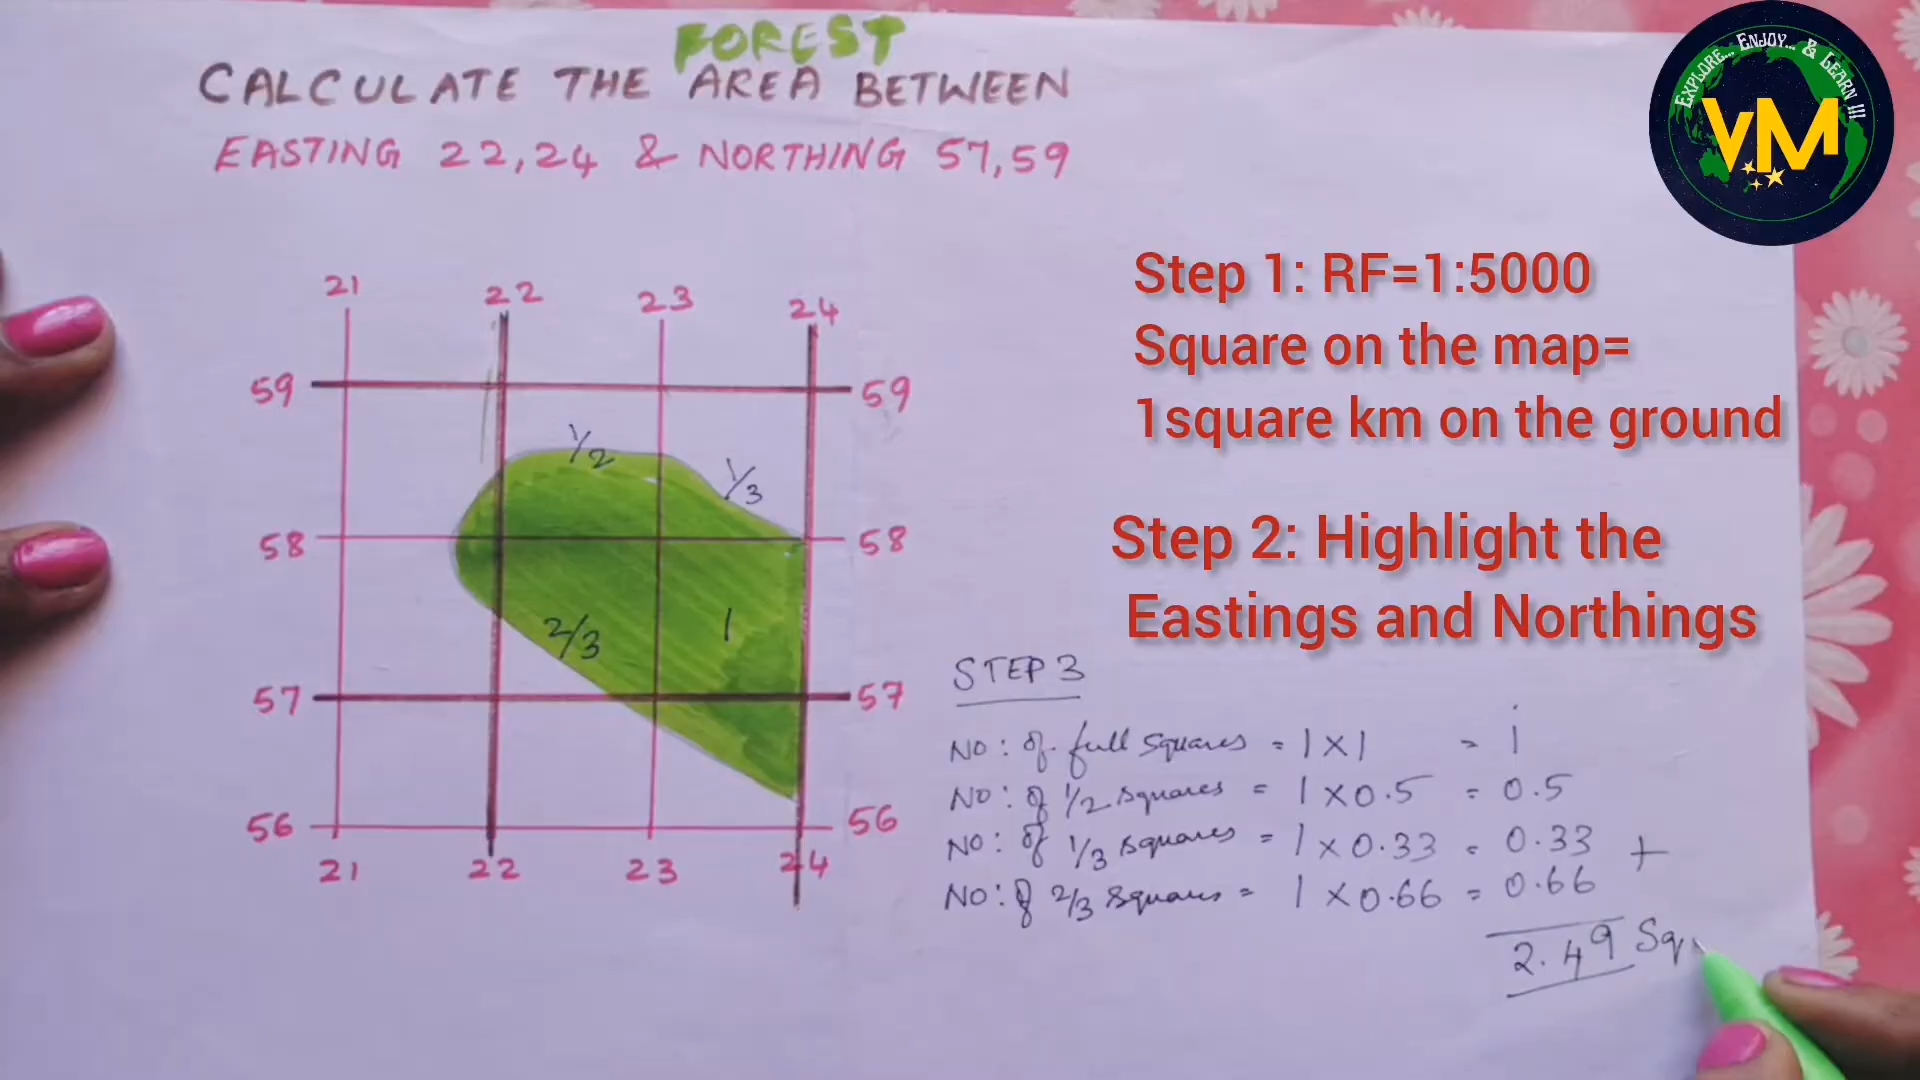 FOREST
CALCULATE THE AREA BETWEEN
EASTING 22,24 & NORTHING 57,59
EXPLORE... ENJOY... & LEARN !!!
VM
Step 1: RF=1:5000
Square on the map=
1square km on the ground
Step 2: Highlight the
Eastings and Northings
21 22 23 24
59 59
1/2 1/3
58 58
2/3 1
57 57
56 56
21 22 23 24
STEP 3
NO: of full squares = 1 X 1 = 1
NO: of 1/2 squares = 1 X 0.5 = 0.5
NO: of 1/3 squares = 1 X 0.33 = 0.33 +
NO: of 2/3 squares = 1 X 0.66 = 0.66
2.49 Sq